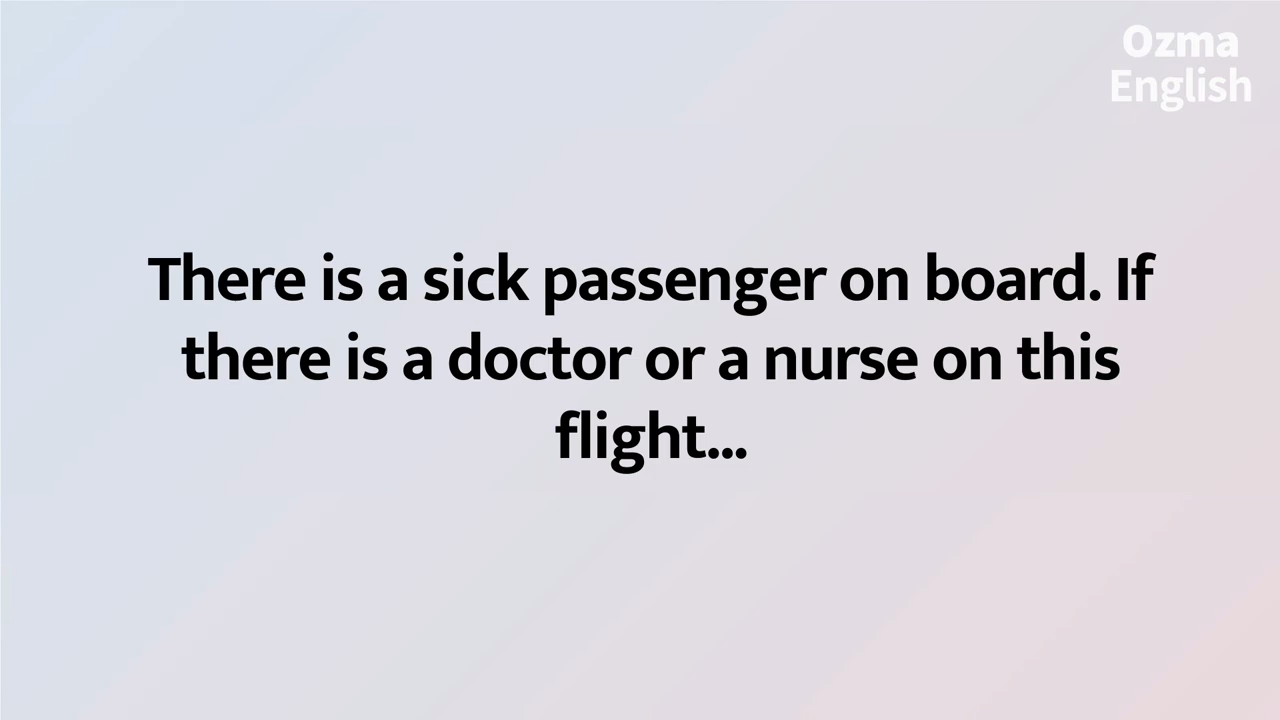 Ozma
English
There is a sick passenger on board. If
there is a doctor or a nurse on this
flight...